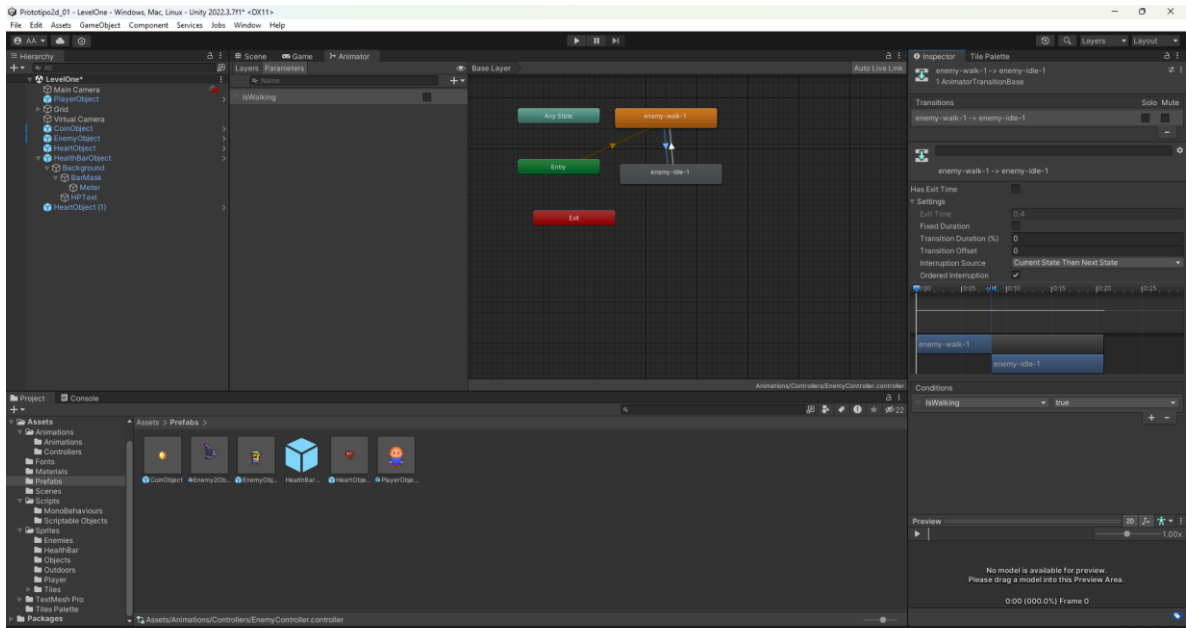 Prototipo2d_01 - LevelOne - Windows, Mac, Linux - Unity 2022.3.7f1* <DX11>
File Edit Assets GameObject Component Services Jobs Window Help
AA
Layers Layout
Hierarchy
All
LevelOne*
Main Camera
PlayerObject
Grid
Virtual Camera
CoinObject
EnemyObject
HeartObject
HealthBarObject
Background
BarMask
Meter
HPText
HeartObject (1)
Scene Game Animator
Layers Parameters
Base Layer
Auto Live Link
Name
IsWalking
Any State
enemy-walk-1
Entry
enemy-idle-1
Exit
Animations/Controllers/EnemyController.controller
Inspector Tile Palette
enemy-walk-1 -> enemy-idle-1
1 AnimatorTransitionBase
Transitions Solo Mute
enemy-walk-1 -> enemy-idle-1
enemy-walk-1 -> enemy-idle-1
Has Exit Time
Settings
Exit Time 0.4
Fixed Duration
Transition Duration (%) 0
Transition Offset 0
Interruption Source Current State Then Next State
Ordered Interruption
0:00 0:05 0:10 0:15 0:20 0:25
enemy-walk-1
enemy-idle-1
Conditions
IsWalking true
Preview
2D
1.00x
No model is available for preview.
Please drag a model into this Preview Area.
0:00 (000.0%) Frame 0
Project Console
22
Assets
Animations
Animations
Controllers
Fonts
Materials
Prefabs
Scenes
Scripts
MonoBehaviours
Scriptable Objects
Sprites
Enemies
HealthBar
Objects
Outdoors
Player
Tiles
TextMesh Pro
Tiles Palette
Packages
Assets > Prefabs >
CoinObject Enemy2Ob... EnemyObj... HealthBar... HeartObje... PlayerObje...
Assets/Animations/Controllers/EnemyController.controller